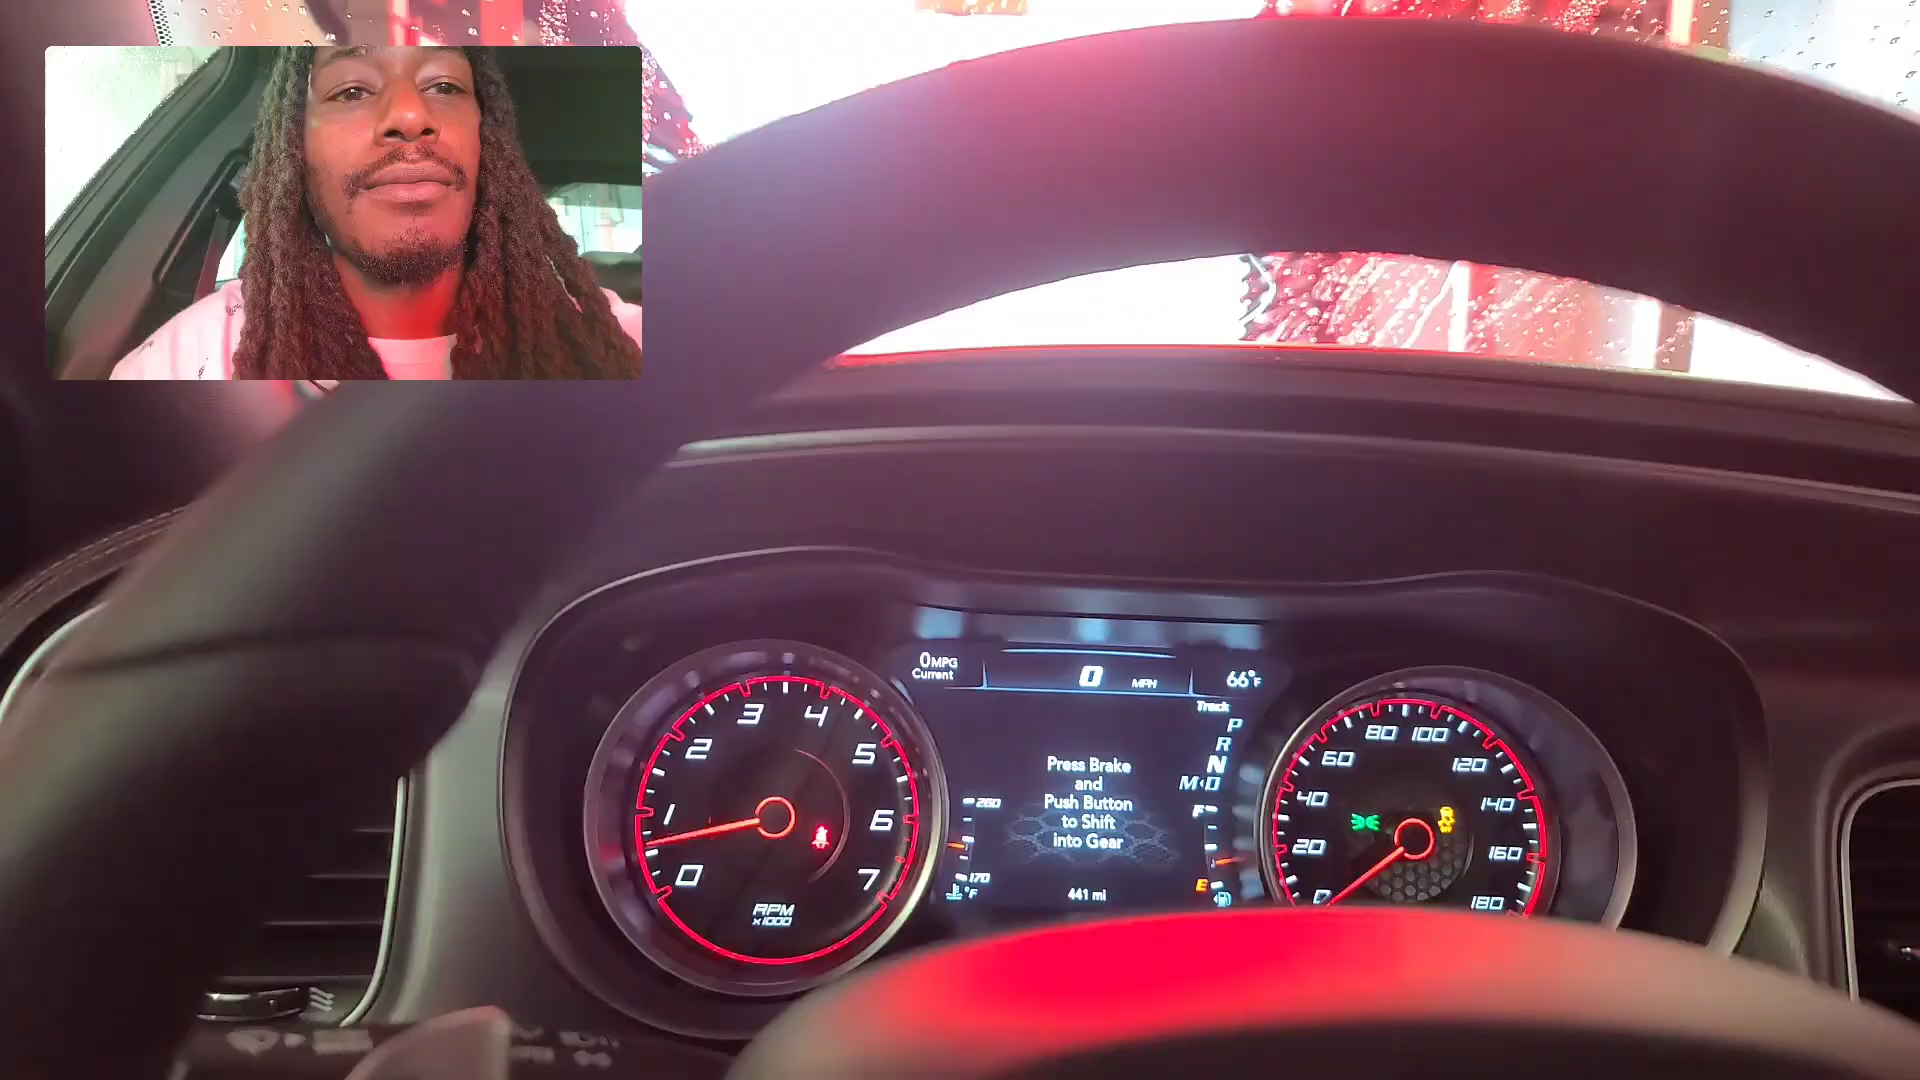 0MPG
Current
0
MPH
66°F
Track
P
R
N
M D
Press Brake
and
Push Button
to Shift
into Gear
260
170
°F
F
E
441 mi
0
1
2
3
4
5
6
7
RPM
x1000
0
20
40
60
80
100
120
140
160
180